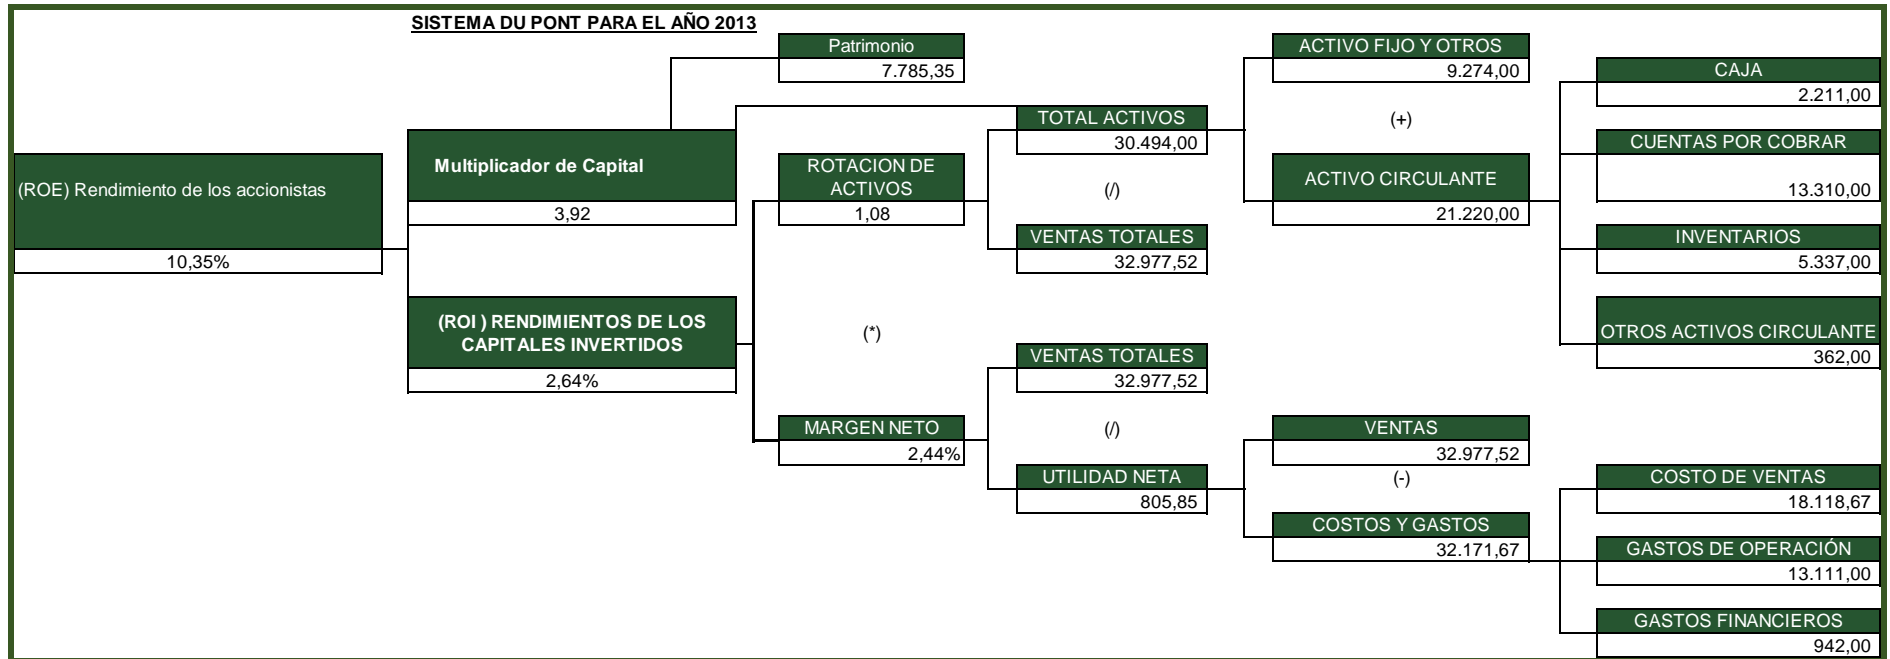 SISTEMA DU PONT PARA EL AÑO 2013
Patrimonio
7.785,35
ACTIVO FIJO Y OTROS
9.274,00
CAJA
2.211,00
TOTAL ACTIVOS
30.494,00
(+)
CUENTAS POR COBRAR
13.310,00
Multiplicador de Capital
3,92
ROTACION DE
ACTIVOS
1,08
(/)
ACTIVO CIRCULANTE
21.220,00
(ROE) Rendimiento de los accionistas
10,35%
VENTAS TOTALES
32.977,52
INVENTARIOS
5.337,00
(ROI ) RENDIMIENTOS DE LOS
CAPITALES INVERTIDOS
2,64%
(*)
OTROS ACTIVOS CIRCULANTE
362,00
VENTAS TOTALES
32.977,52
MARGEN NETO
2,44%
(/)
VENTAS
32.977,52
UTILIDAD NETA
805,85
(-)
COSTO DE VENTAS
18.118,67
COSTOS Y GASTOS
32.171,67
GASTOS DE OPERACIÓN
13.111,00
GASTOS FINANCIEROS
942,00